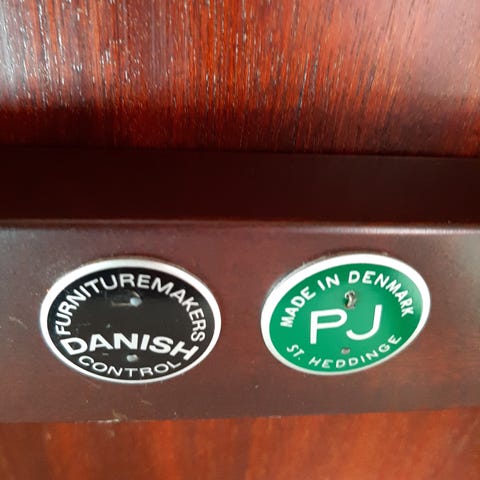 FURNITUREMAKERS
DANISH
CONTROL
MADE IN DENMARK
PJ
ST. HEDDINGE